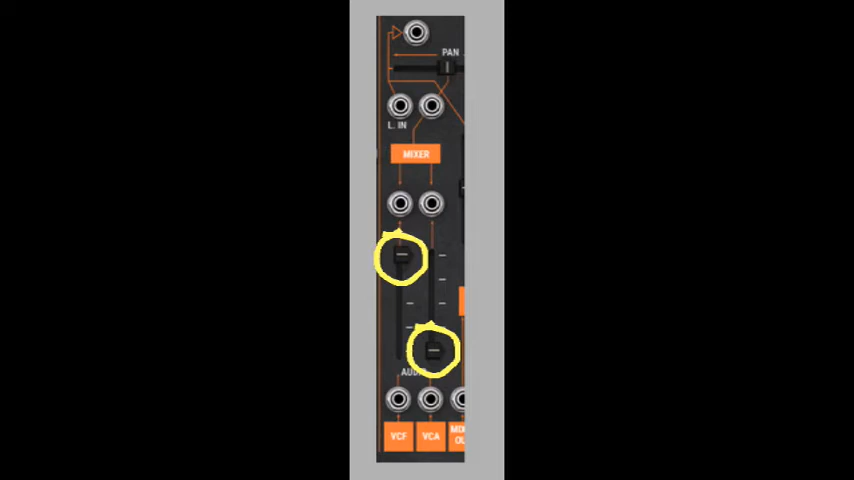 PAN
L. IN
MIXER
AUDIO
VCF
VCA